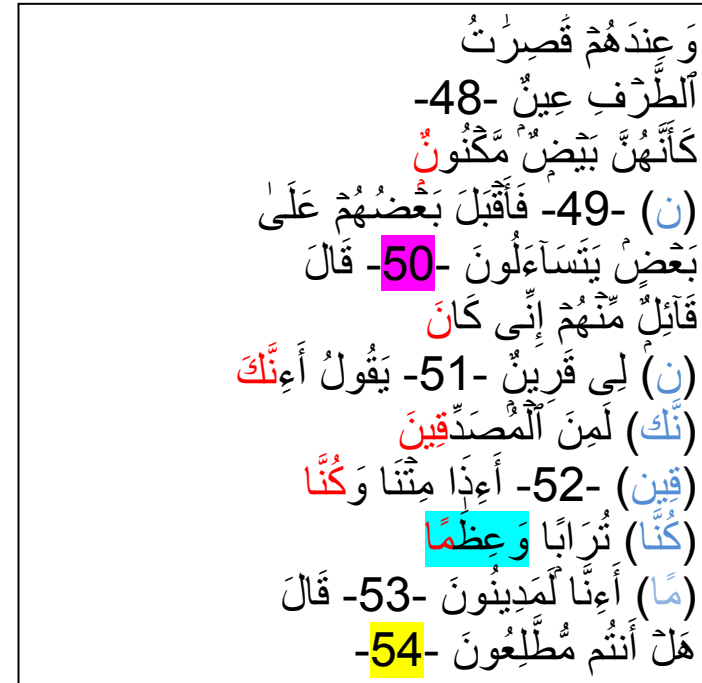 وَعِندَهُمۡ قَٰصِرَٰتُ
ٱلطَّرۡفِ عِينٌ -48-
كَأَنَّهُنَّ بَيۡضٌۭ مَّكۡنُونٌۭ
(ن) -49- فَأَقۡبَلَ بَعۡضُهُمۡ عَلَىٰ
بَعۡضٍۢ يَتَسَآءَلُونَ -50- قَالَ
قَآئِلٌۭ مِّنۡهُمۡ إِنِّى كَانَ
(ن) لِى قَرِينٌ -51- يَقُولُ أَءِنَّكَ
(نَّك) لَمِنَ ٱلۡمُصَدِّقِينَ
(قِين) -52- أَءِذَا مِتۡنَا وَكُنَّا
(كُنَّا) تُرَابًۭا وَعِظَٰمًا
(مًا) أَءِنَّا لَمَدِينُونَ -53- قَالَ
هَلۡ أَنتُم مُّطَّلِعُونَ -54-